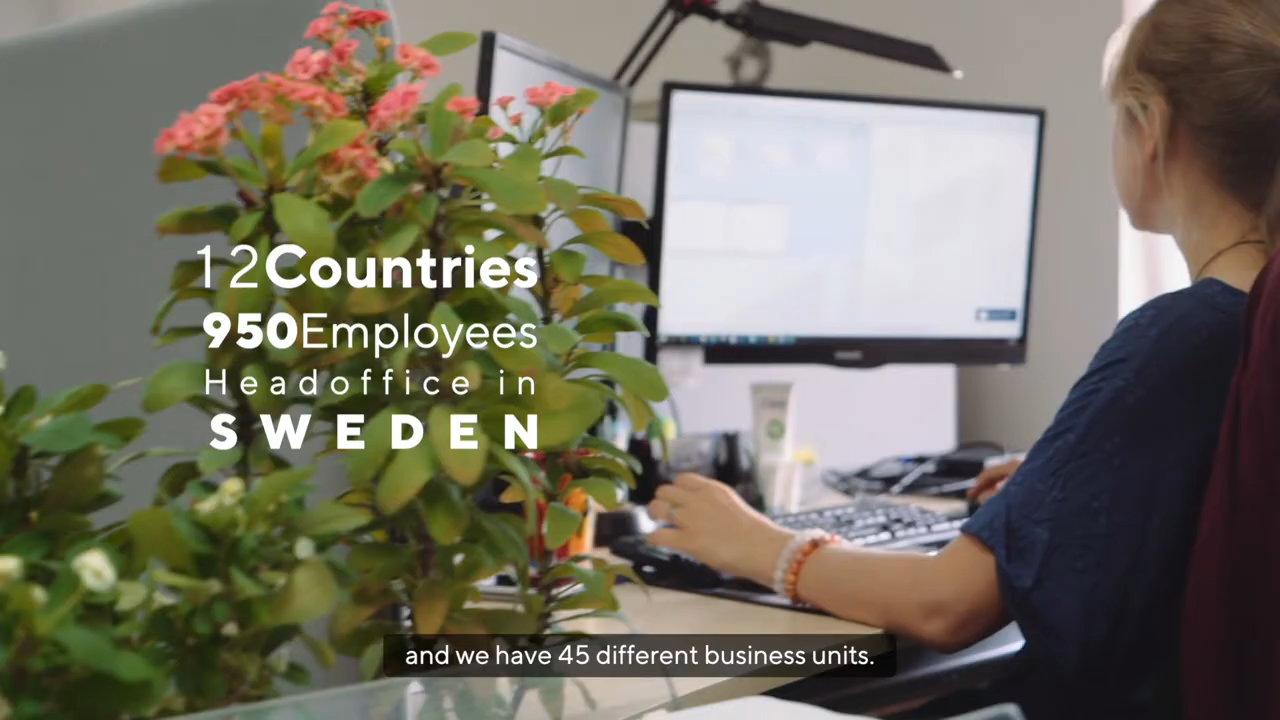 12Countries
950Employees
Headoffice in
SWEDEN
and we have 45 different business units.